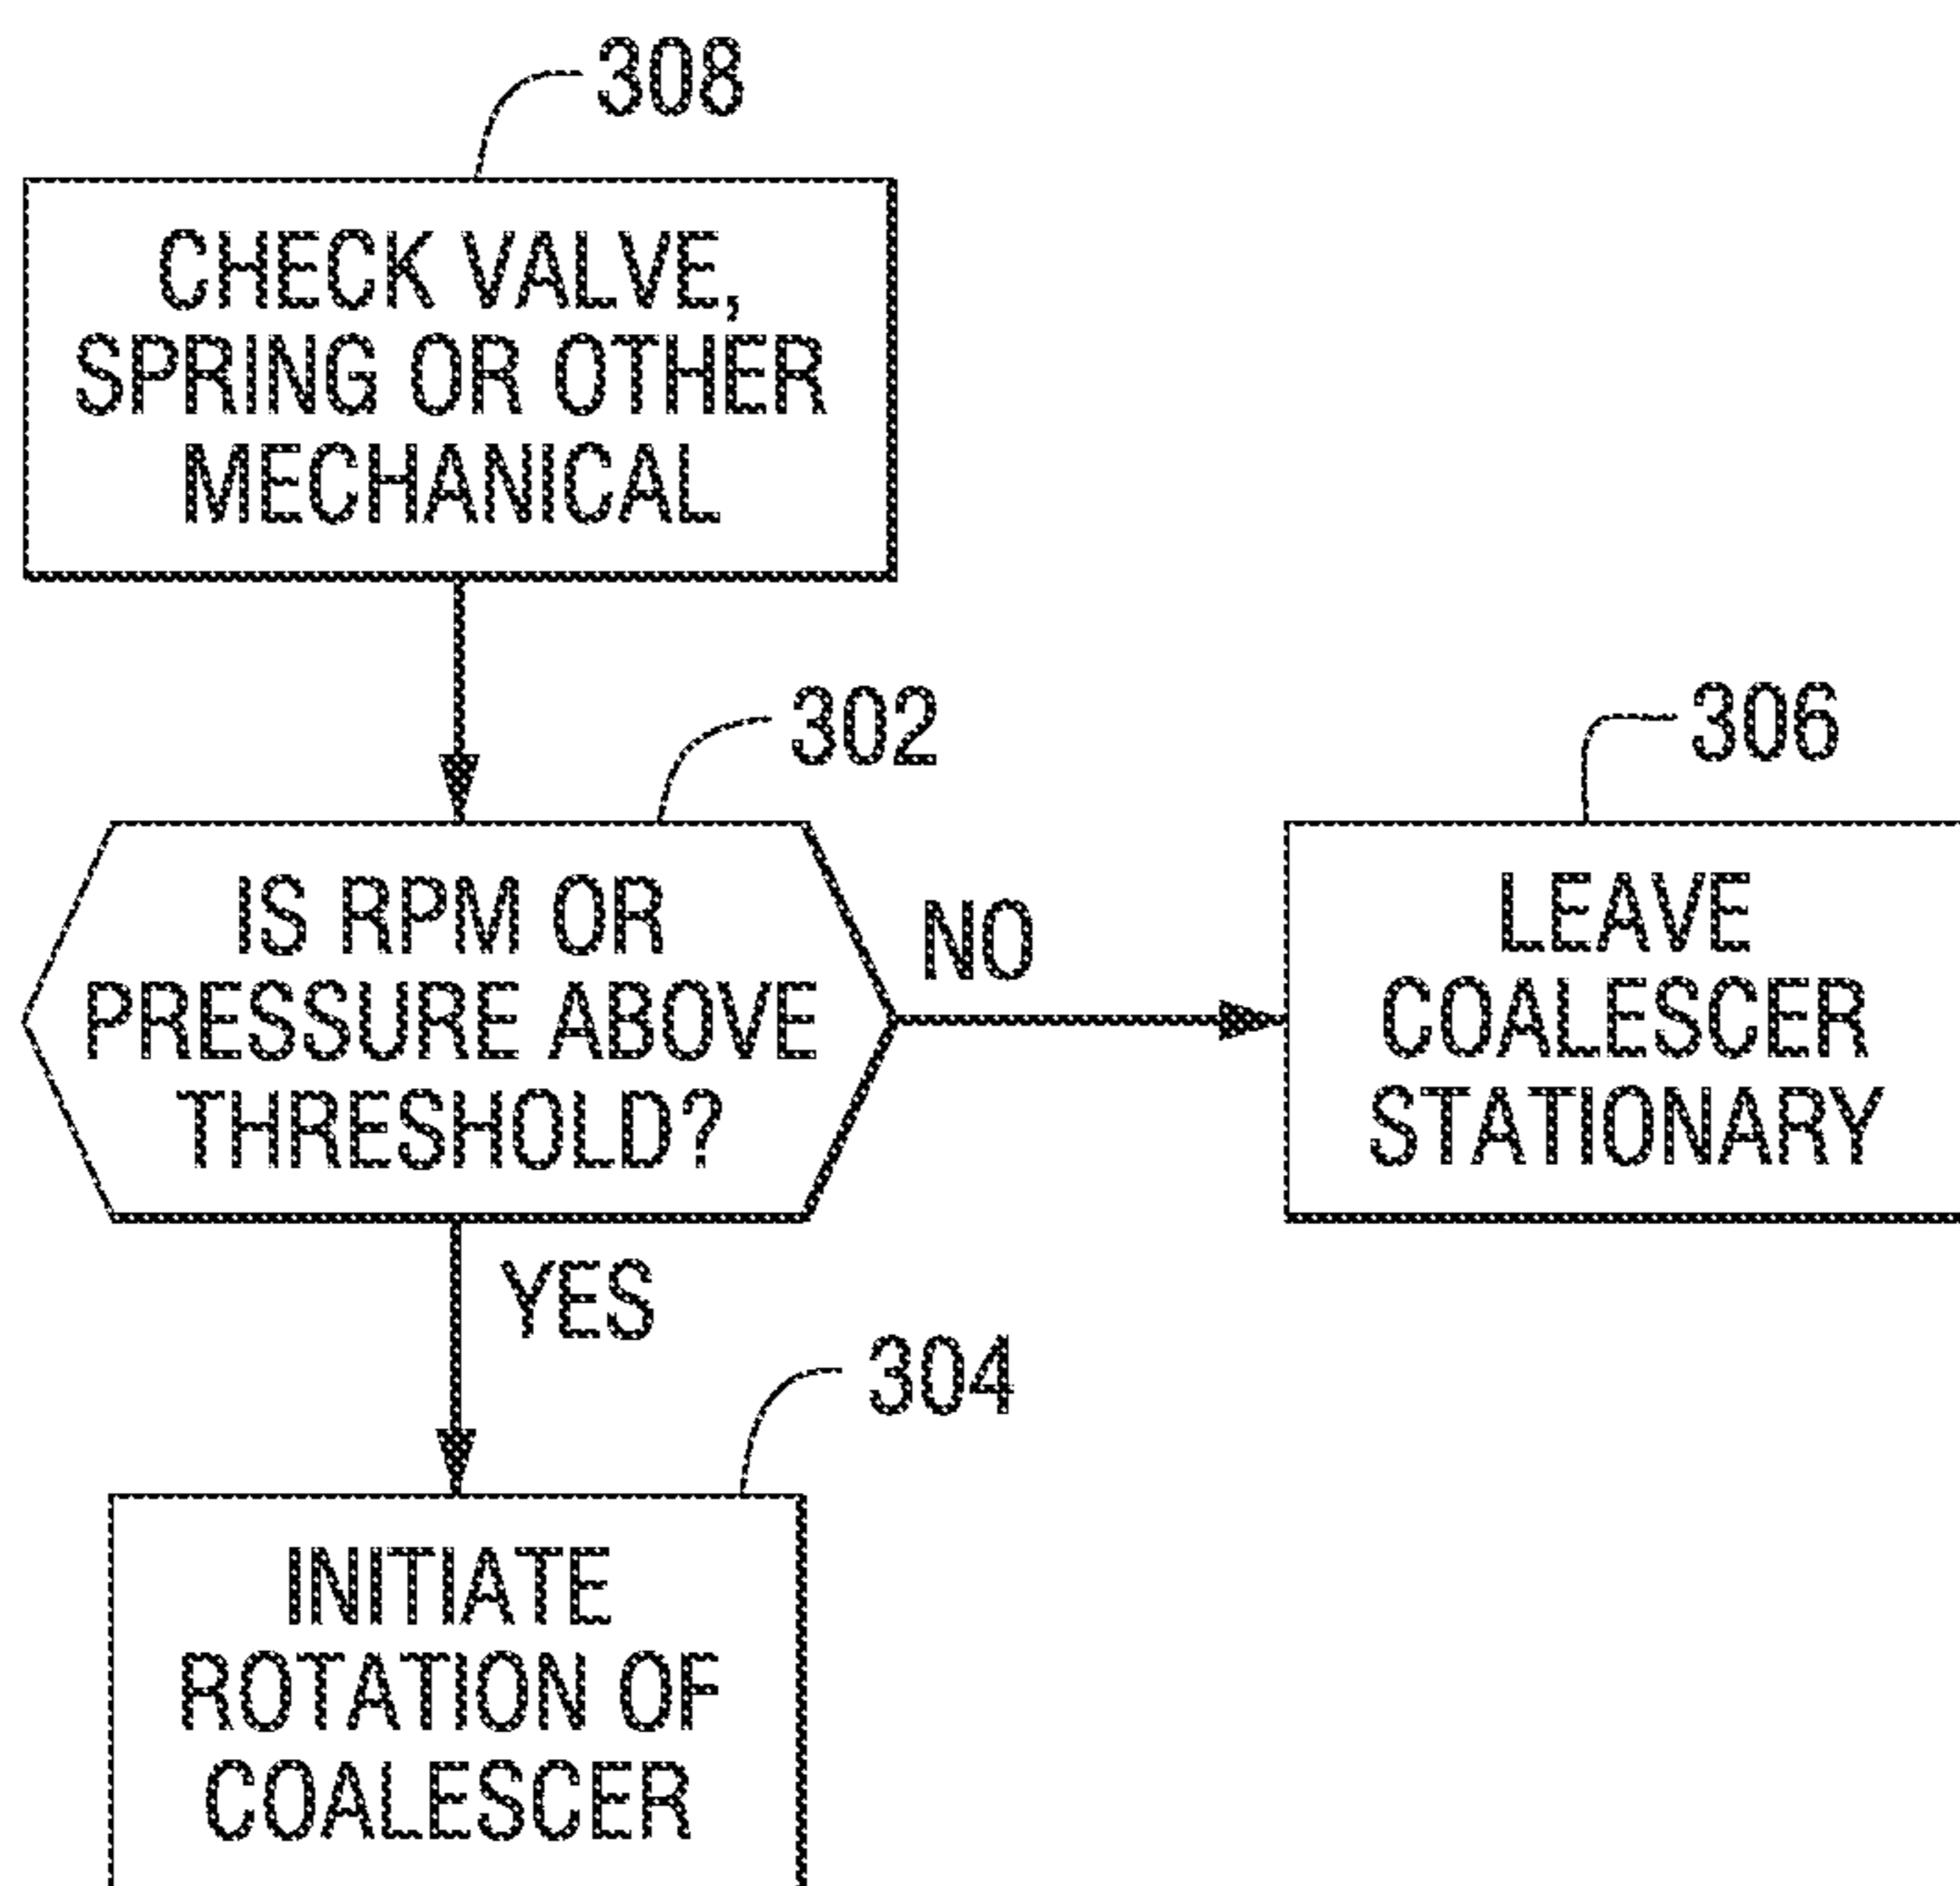 308
CHECK VALVE,
SPRING OR OTHER
MECHANICAL
302
306
IS RPM OR
PRESSURE ABOVE
THRESHOLD?
NO
LEAVE
COALESCER
STATIONARY
YES
304
INITIATE
ROTATION OF
COALESCER